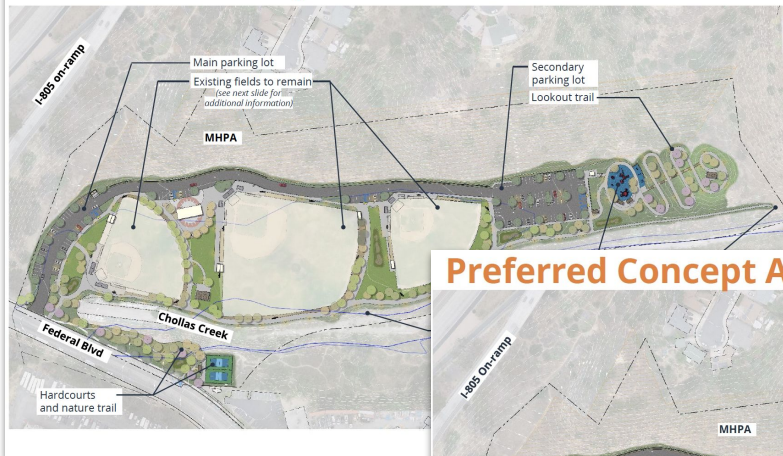 I-805 on-ramp
Main parking lot
Existing fields to remain
(see next slide for
additional information)
Secondary
parking lot
Lookout trail
MHPA
Chollas Creek
Federal Blvd
Hardcourts
and nature trail
Preferred Concept A
I-805 On-ramp
MHPA